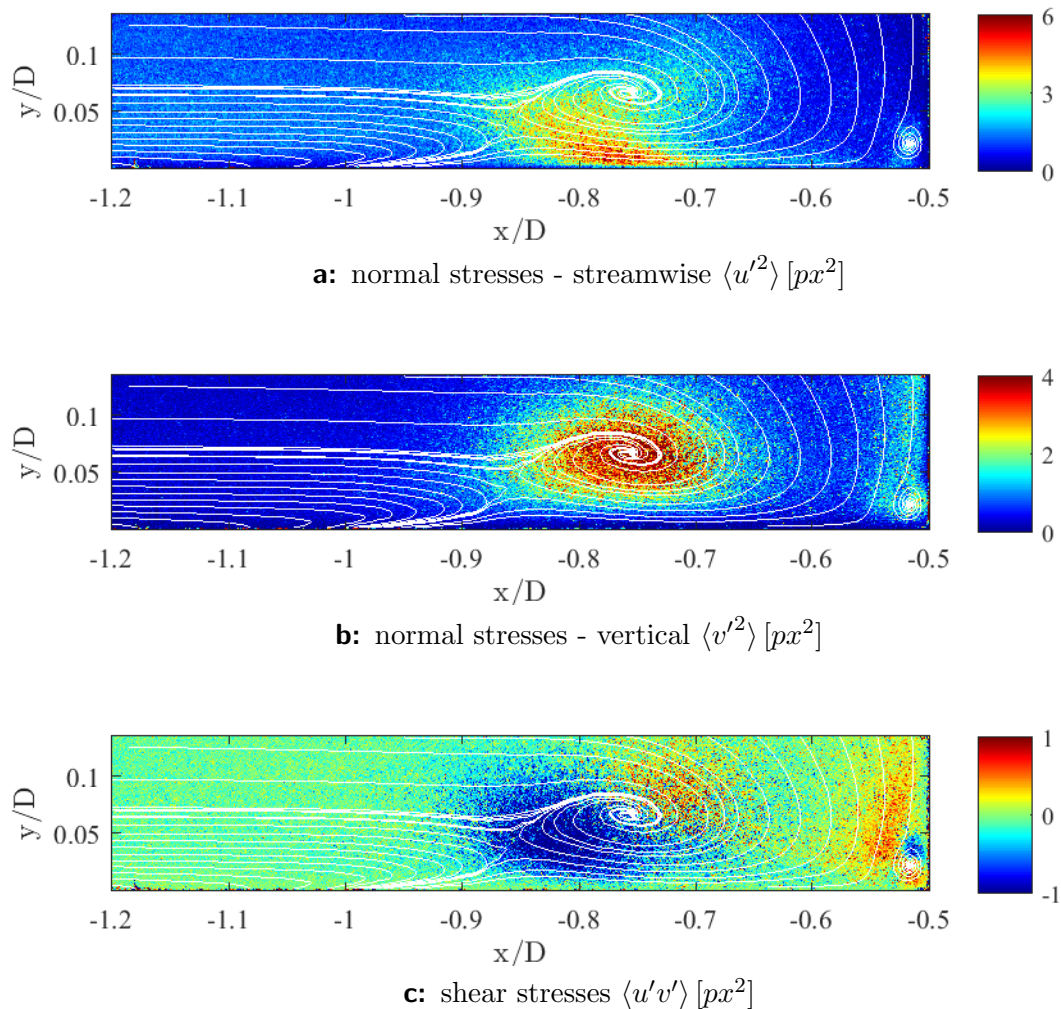 6
3
0
0.1
0.05
y/D
-1.2 -1.1 -1 -0.9 -0.8 -0.7 -0.6 -0.5
x/D
a: normal stresses - streamwise ⟨u′²⟩ [px²]
4
2
0
0.1
0.05
y/D
-1.2 -1.1 -1 -0.9 -0.8 -0.7 -0.6 -0.5
x/D
b: normal stresses - vertical ⟨v′²⟩ [px²]
1
0
-1
0.1
0.05
y/D
-1.2 -1.1 -1 -0.9 -0.8 -0.7 -0.6 -0.5
x/D
c: shear stresses ⟨u′v′⟩ [px²]